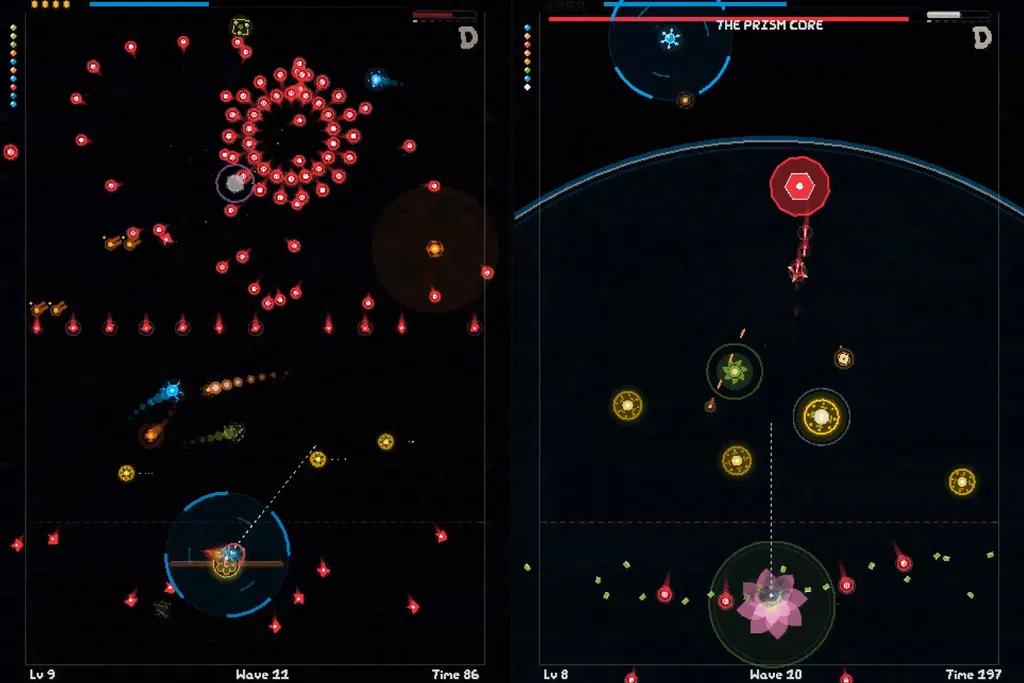 D
THE PRISM CORE
D
Lv 9
Wave 11
Time 86
Lv 8
Wave 10
Time 197